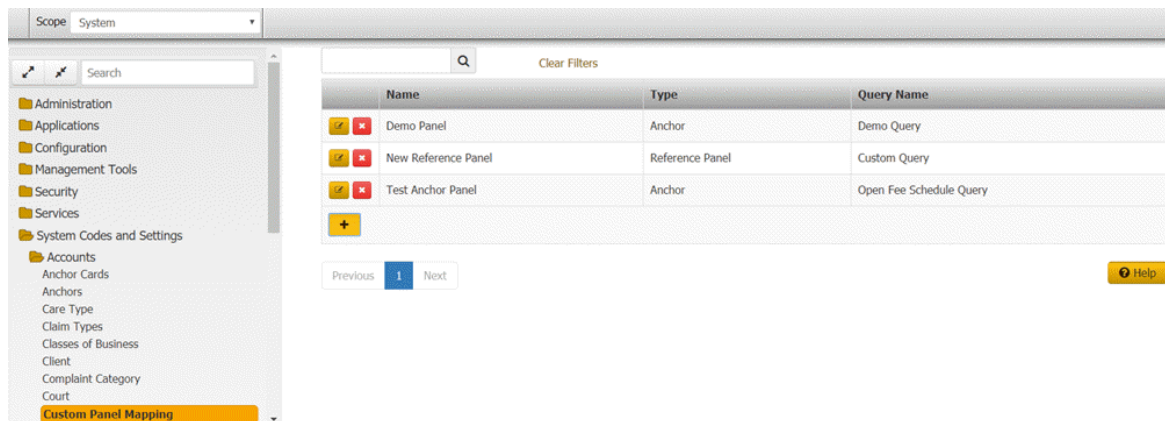 Scope System
Search
Administration
Applications
Configuration
Management Tools
Security
Services
System Codes and Settings
Accounts
Anchor Cards
Anchors
Care Type
Claim Types
Classes of Business
Client
Complaint Category
Court
Custom Panel Mapping
Clear Filters
Name Type Query Name
Demo Panel Anchor Demo Query
New Reference Panel Reference Panel Custom Query
Test Anchor Panel Anchor Open Fee Schedule Query
+
Previous 1 Next
? Help